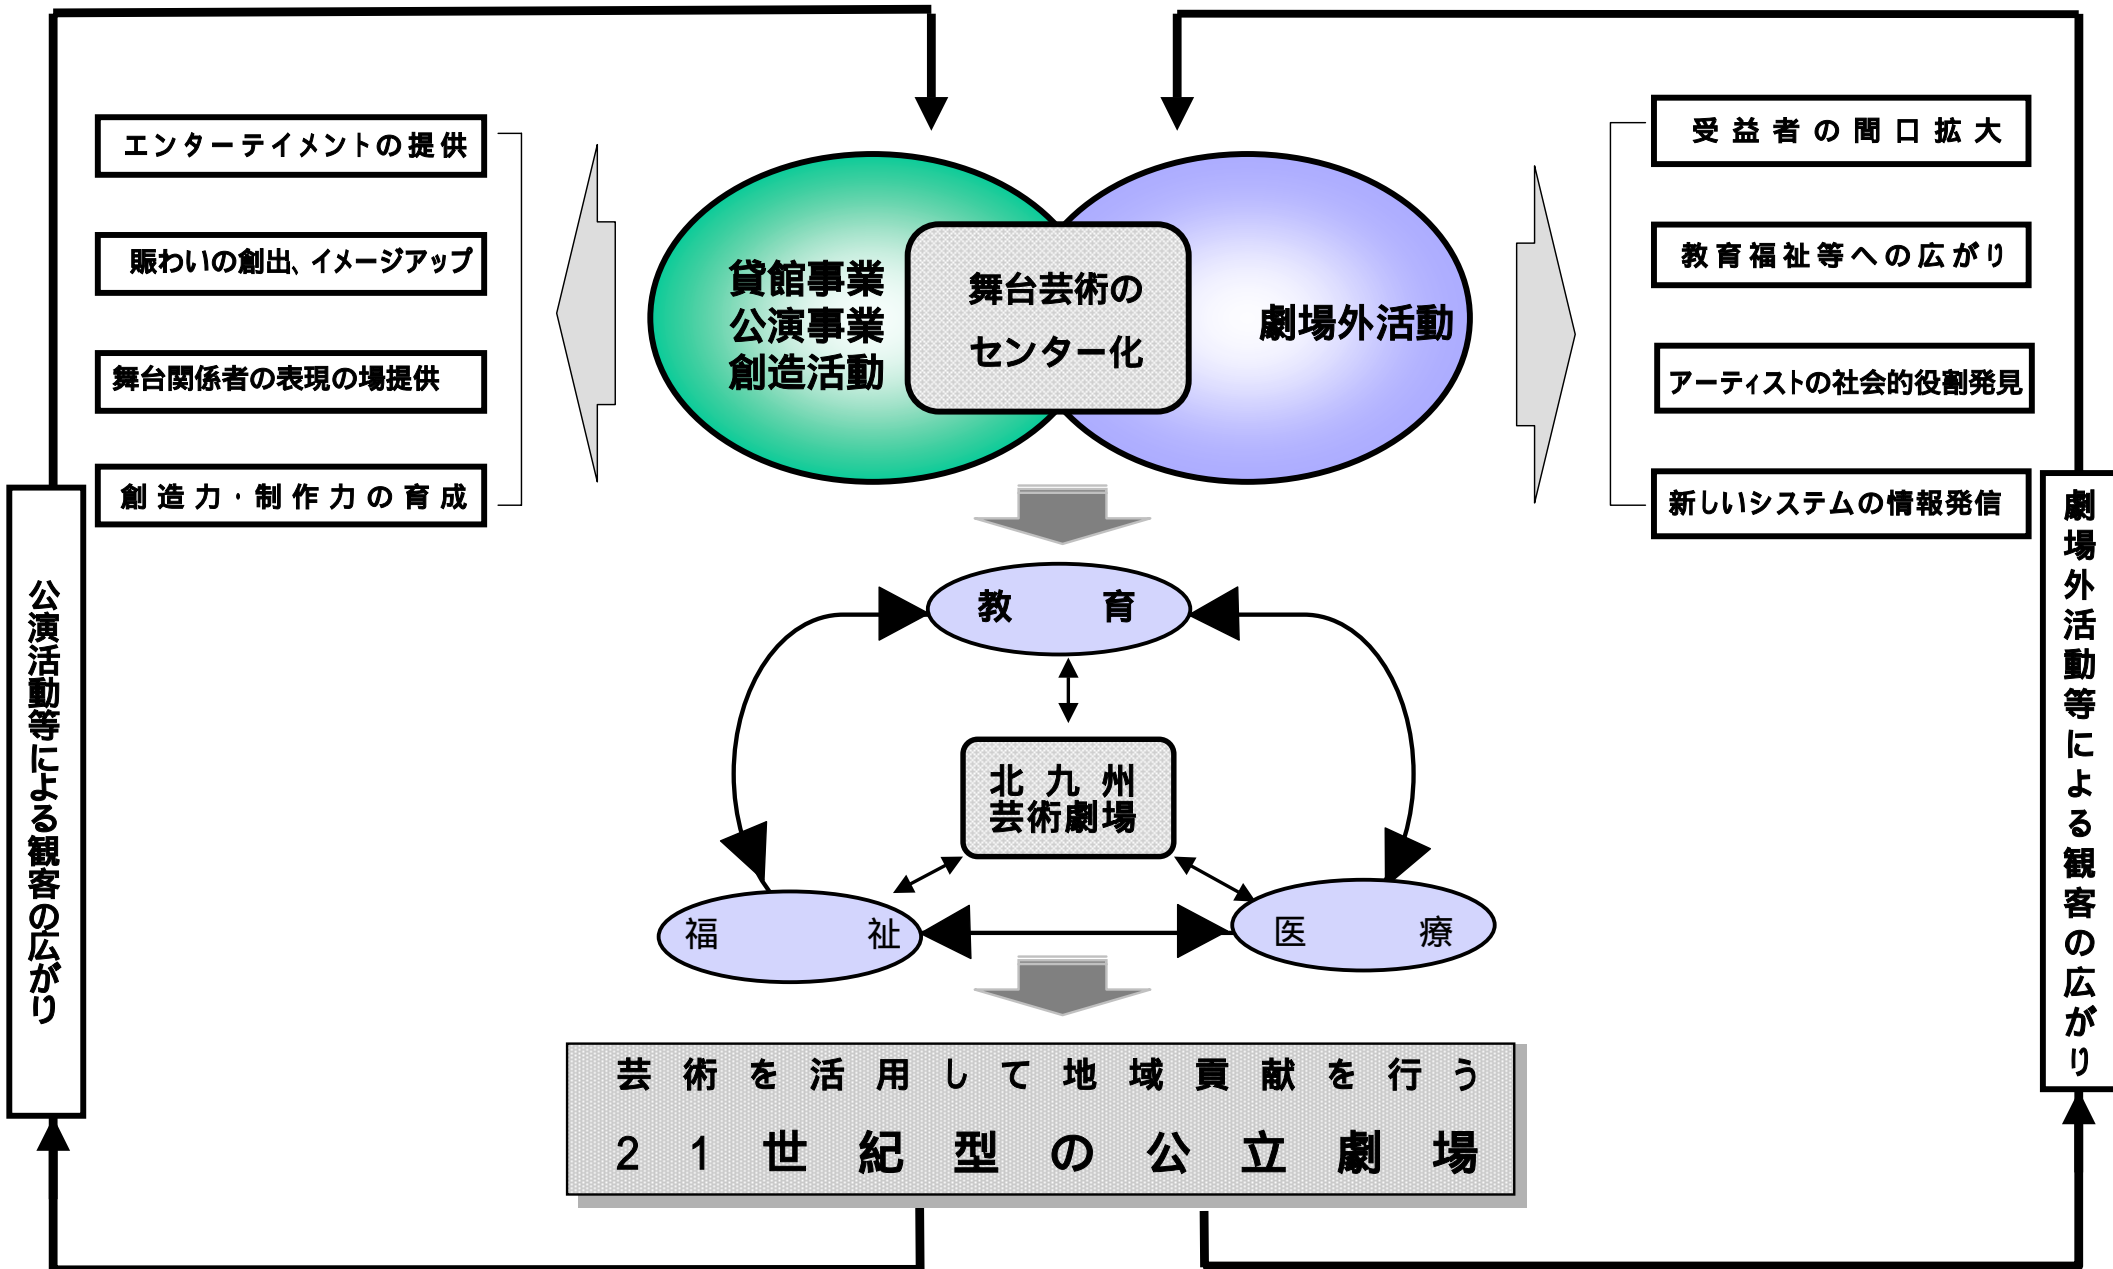 エンターテイメントの提供
賑わいの創出、イメージアップ
舞台関係者の表現の場提供
創造力・制作力の育成
貸館事業
公演事業
創造活動
舞台芸術の
センター化
劇場外活動
受益者の間口拡大
教育福祉等への広がり
アーティストの社会的役割発見
新しいシステムの情報発信
公演活動等による観客の広がり
劇場外活動等による観客の広がり
教育
北九州
芸術劇場
福祉
医療
芸術を活用して地域貢献を行う
21世紀型の公立劇場